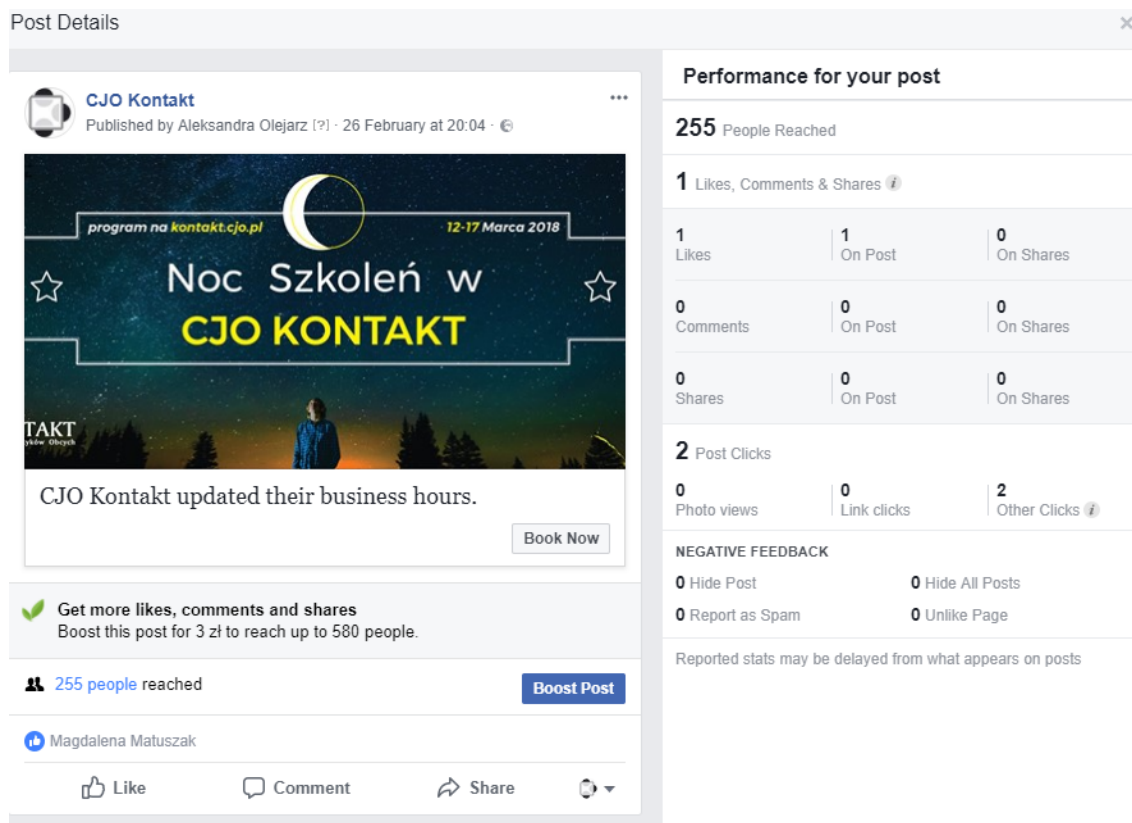 Post Details
CJO Kontakt
Published by Aleksandra Olejarz [?] · 26 February at 20:04 ·
program na kontakt.cjo.pl
12-17 Marca 2018
Noc Szkoleń w
CJO KONTAKT
TAKT
yków Obcych
CJO Kontakt updated their business hours.
Book Now
Get more likes, comments and shares
Boost this post for 3 zł to reach up to 580 people.
255 people reached
Boost Post
Magdalena Matuszak
Like Comment Share
Performance for your post
255 People Reached
1 Likes, Comments & Shares i
1 1 0
Likes On Post On Shares
0 0 0
Comments On Post On Shares
0 0 0
Shares On Post On Shares
2 Post Clicks
0 0 2
Photo views Link clicks Other Clicks i
NEGATIVE FEEDBACK
0 Hide Post 0 Hide All Posts
0 Report as Spam 0 Unlike Page
Reported stats may be delayed from what appears on posts